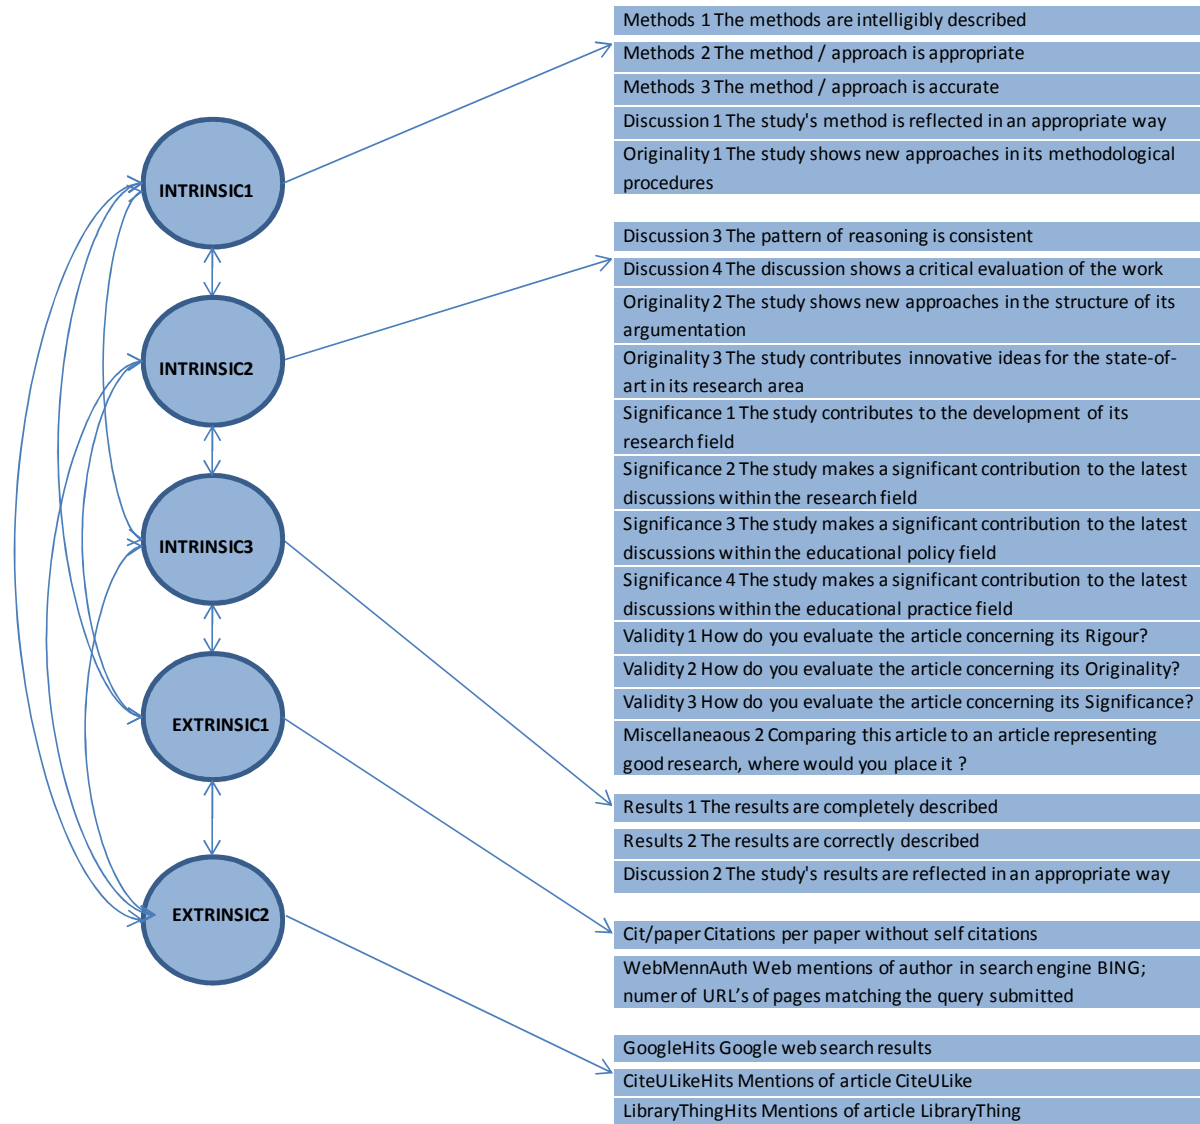 INTRINSIC1
INTRINSIC2
INTRINSIC3
EXTRINSIC1
EXTRINSIC2
Methods 1 The methods are intelligibly described
Methods 2 The method / approach is appropriate
Methods 3 The method / approach is accurate
Discussion 1 The study's method is reflected in an appropriate way
Originality 1 The study shows new approaches in its methodological
procedures
Discussion 3 The pattern of reasoning is consistent
Discussion 4 The discussion shows a critical evaluation of the work
Originality 2 The study shows new approaches in the structure of its
argumentation
Originality 3 The study contributes innovative ideas for the state-of-
art in its research area
Significance 1 The study contributes to the development of its
research field
Significance 2 The study makes a significant contribution to the latest
discussions within the research field
Significance 3 The study makes a significant contribution to the latest
discussions within the educational policy field
Significance 4 The study makes a significant contribution to the latest
discussions within the educational practice field
Validity 1 How do you evaluate the article concerning its Rigour?
Validity 2 How do you evaluate the article concerning its Originality?
Validity 3 How do you evaluate the article concerning its Significance?
Miscellaneaous 2 Comparing this article to an article representing
good research, where would you place it ?
Results 1 The results are completely described
Results 2 The results are correctly described
Discussion 2 The study's results are reflected in an appropriate way
Cit/paper Citations per paper without self citations
WebMennAuth Web mentions of author in search engine BING;
numer of URL's of pages matching the query submitted
GoogleHits Google web search results
CiteULikeHits Mentions of article CiteULike
LibraryThingHits Mentions of article LibraryThing